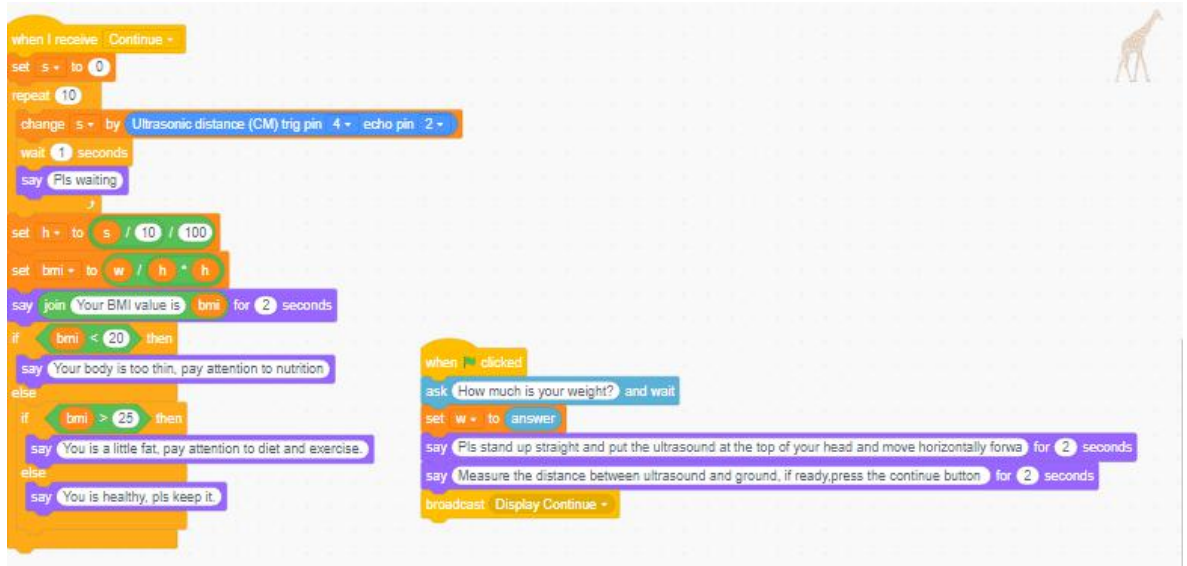 when I receive Continue
set s to 0
repeat 10
change s by Ultrasonic distance (CM) trig pin 4 echo pin 2
wait 1 seconds
say Pls waiting
set h to s / 10 / 100
set bmi to w / h * h
say join Your BMI value is bmi for 2 seconds
if bmi < 20 then
say Your body is too thin, pay attention to nutrition
else
if bmi > 25 then
say You is a little fat, pay attention to diet and exercise.
else
say You is healthy, pls keep it.
when clicked
ask How much is your weight? and wait
set w to answer
say Pls stand up straight and put the ultrasound at the top of your head and move horizontally forwa for 2 seconds
say Measure the distance between ultrasound and ground, if ready,press the continue button for 2 seconds
broadcast Display Continue